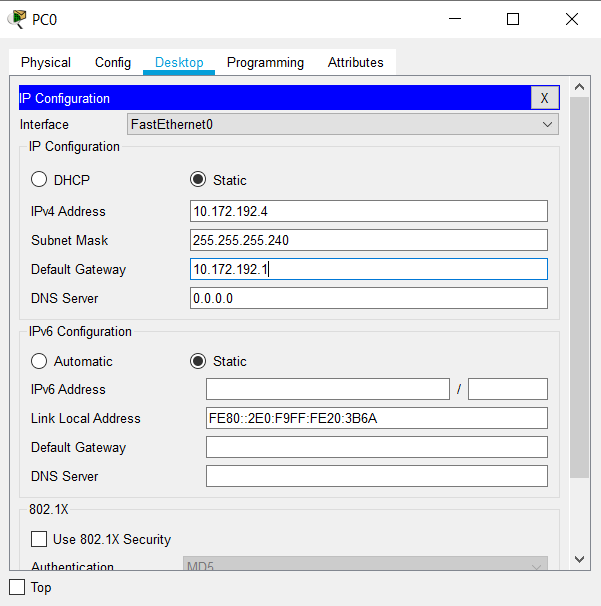 PC0
Physical Config Desktop Programming Attributes
IP Configuration X
Interface FastEthernet0
IP Configuration
DHCP Static
IPv4 Address 10.172.192.4
Subnet Mask 255.255.255.240
Default Gateway 10.172.192.1
DNS Server 0.0.0.0
IPv6 Configuration
Automatic Static
IPv6 Address /
Link Local Address FE80::2E0:F9FF:FE20:3B6A
Default Gateway
DNS Server
802.1X
Use 802.1X Security
Authentication MD5
Top